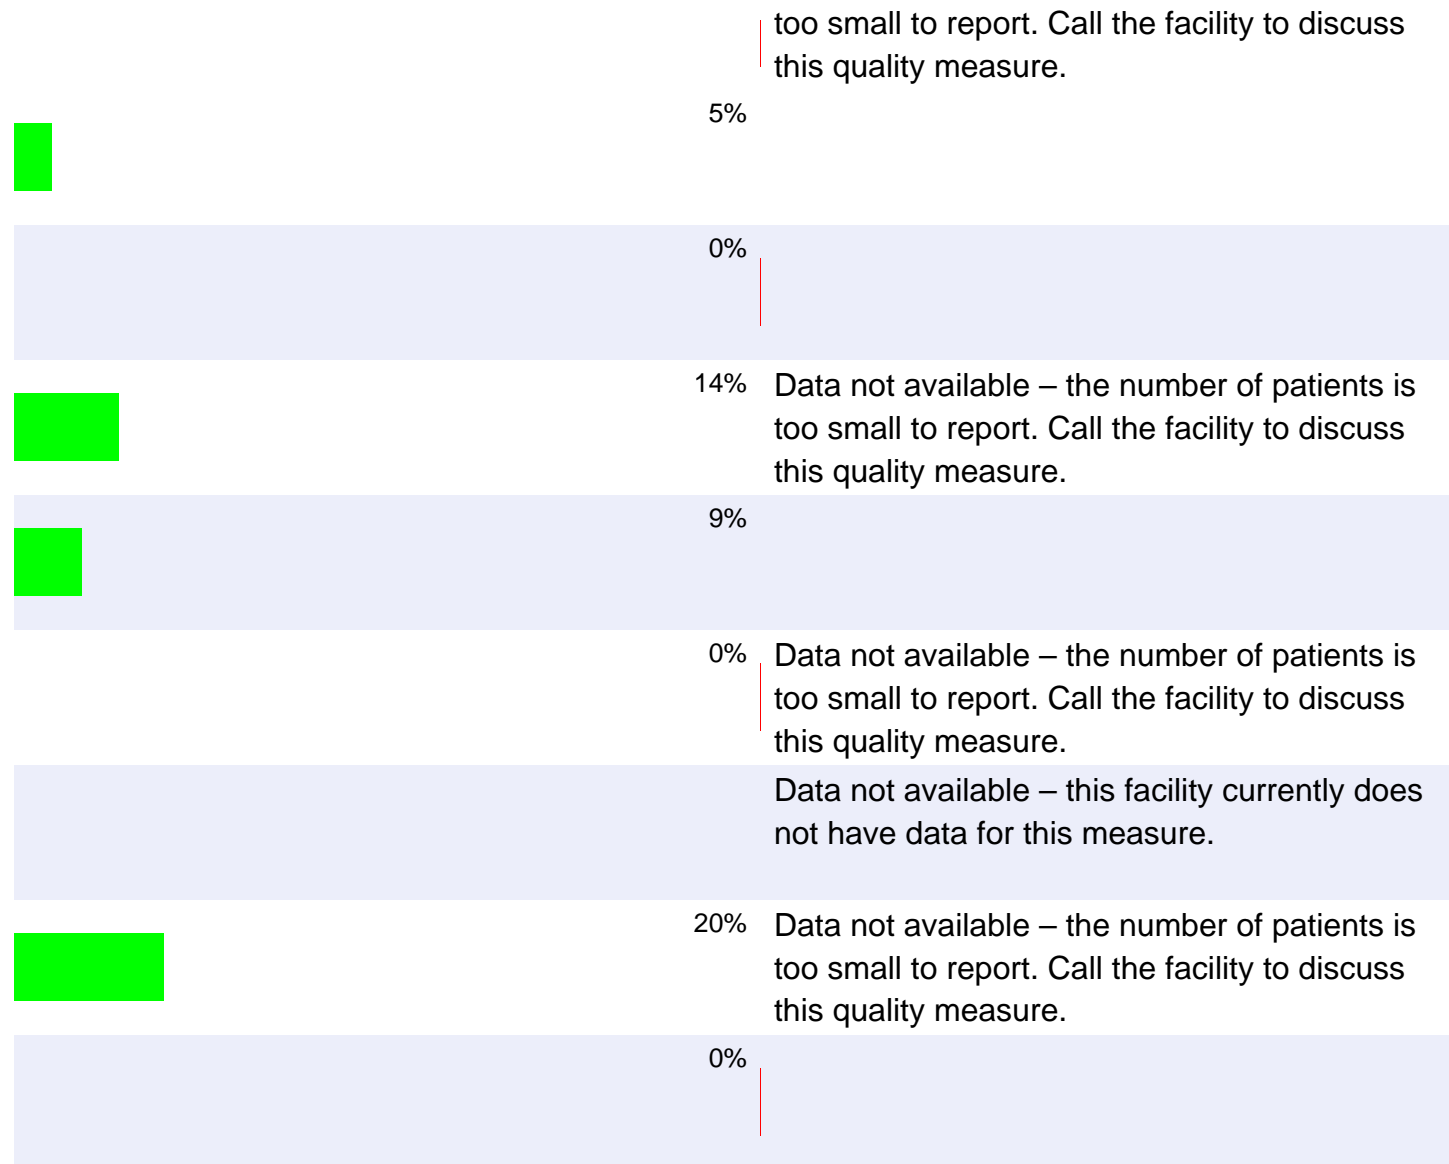 too small to report. Call the facility to discuss
this quality measure.
5%
0%
14%
Data not available – the number of patients is
too small to report. Call the facility to discuss
this quality measure.
9%
0%
Data not available – the number of patients is
too small to report. Call the facility to discuss
this quality measure.
Data not available – this facility currently does
not have data for this measure.
20%
Data not available – the number of patients is
too small to report. Call the facility to discuss
this quality measure.
0%